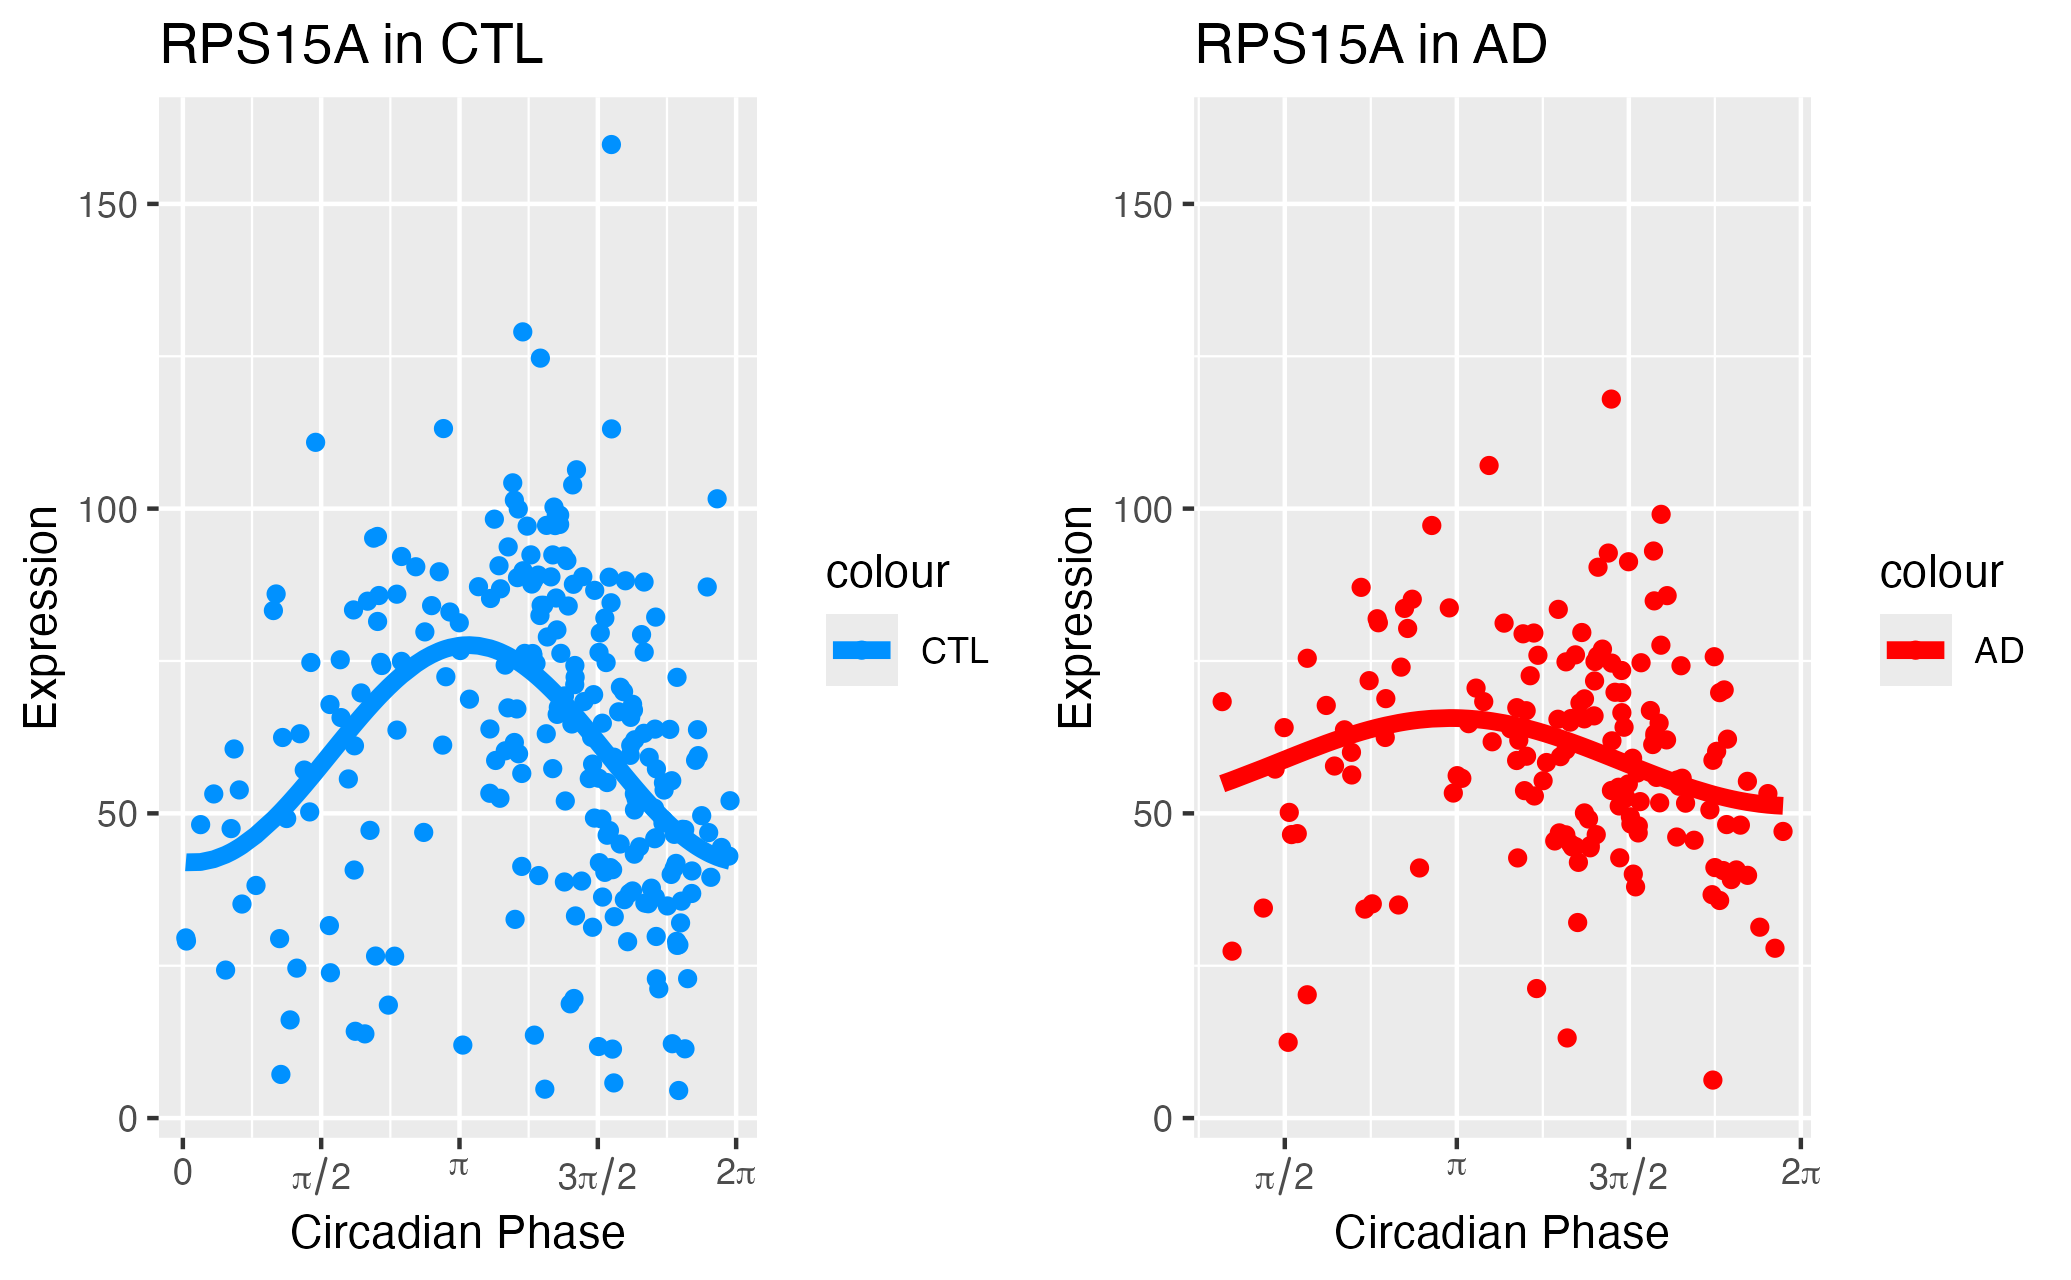 RPS15A in CTL
Expression
150
100
50
0
0 π/2 π 3π/2 2π
Circadian Phase
colour
CTL
RPS15A in AD
Expression
150
100
50
0
π/2 π 3π/2 2π
Circadian Phase
colour
AD